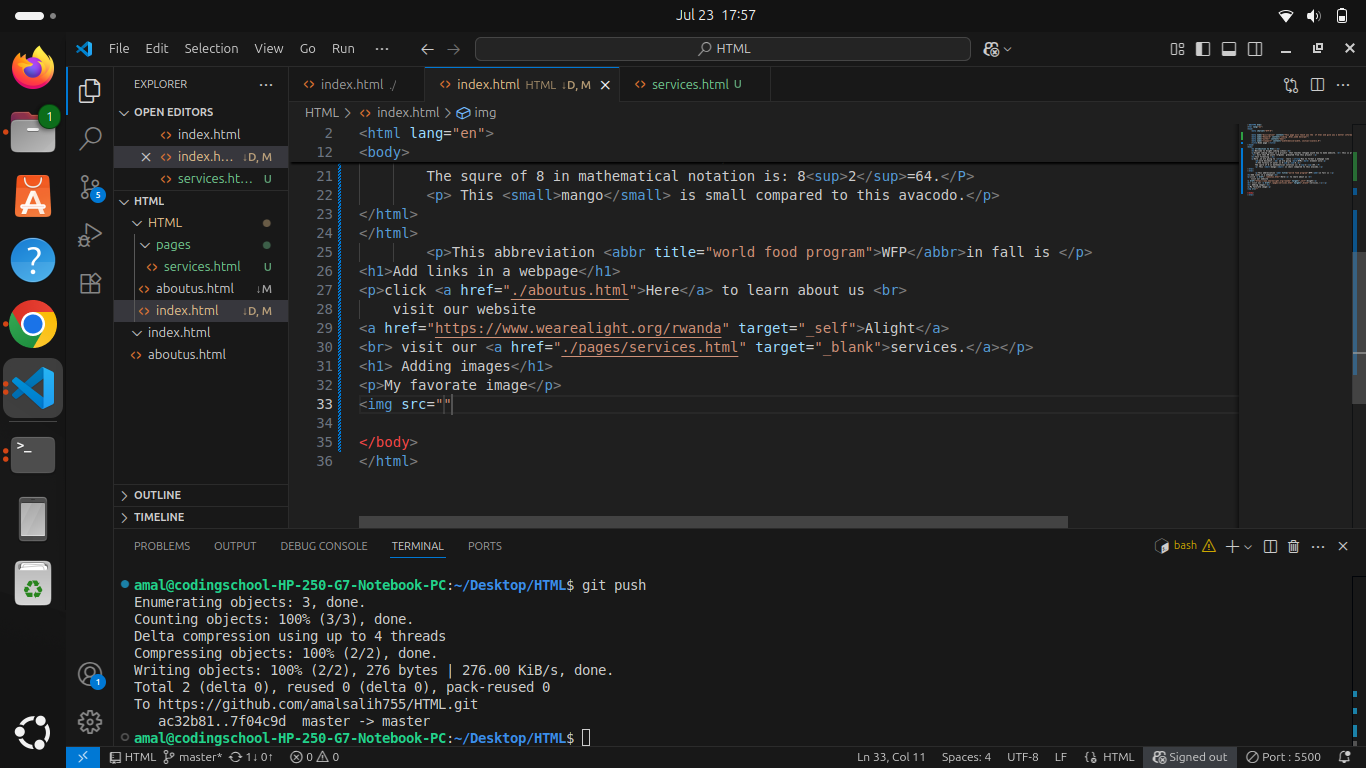 Jul 23 17:57
File Edit Selection View Go Run ··· HTML
EXPLORER
index.html ./
index.html HTML ↓D, M
services.html U
OPEN EDITORS
index.html
index.h... ↓D, M
services.ht... U
HTML
HTML
pages
services.html U
aboutus.html ↓M
index.html ↓D, M
index.html
aboutus.html
OUTLINE
TIMELINE
1
5
1
HTML > index.html > img
2 <html lang="en">
12 <body>
21 The squre of 8 in mathematical notation is: 8<sup>2</sup>=64.</P>
22 <p> This <small>mango</small> is small compared to this avacodo.</p>
23 </html>
24 </html>
25 <p>This abbreviation <abbr title="world food program">WFP</abbr>in fall is </p>
26 <h1>Add links in a webpage</h1>
27 <p>click <a href="./aboutus.html">Here</a> to learn about us <br>
28 visit our website
29 <a href="https://www.wearealight.org/rwanda" target="_self">Alight</a>
30 <br> visit our <a href="./pages/services.html" target="_blank">services.</a></p>
31 <h1> Adding images</h1>
32 <p>My favorate image</p>
33 <img src=""
34
35 </body>
36 </html>
PROBLEMS OUTPUT DEBUG CONSOLE TERMINAL PORTS
bash
amal@codingschool-HP-250-G7-Notebook-PC:~/Desktop/HTML$ git push
Enumerating objects: 3, done.
Counting objects: 100% (3/3), done.
Delta compression using up to 4 threads
Compressing objects: 100% (2/2), done.
Writing objects: 100% (2/2), 276 bytes | 276.00 KiB/s, done.
Total 2 (delta 0), reused 0 (delta 0), pack-reused 0
To https://github.com/amalsalih755/HTML.git
ac32b81..7f04c9d master -> master
amal@codingschool-HP-250-G7-Notebook-PC:~/Desktop/HTML$
HTML master* 1↓ 0↑ 0 0 Ln 33, Col 11 Spaces: 4 UTF-8 LF HTML Signed out Port : 5500